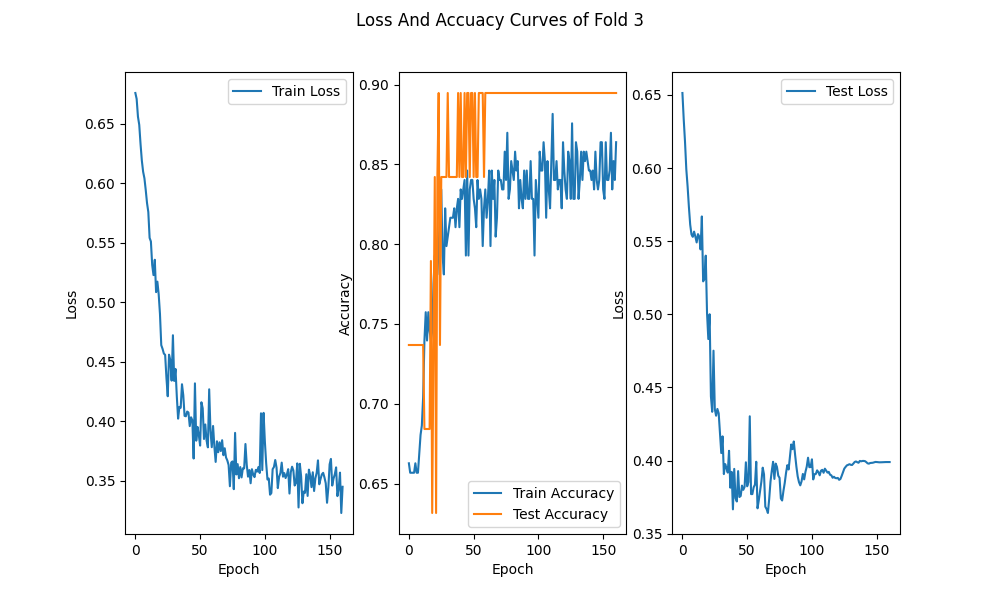 Loss And Accuacy Curves of Fold 3
Train Loss
0.65
0.60
0.55
0.50
0.45
0.40
0.35
Loss
0
50
100
150
Epoch
0.90
0.85
0.80
0.75
0.70
0.65
Accuracy
Train Accuracy
Test Accuracy
0
50
100
150
Epoch
Test Loss
0.65
0.60
0.55
0.50
0.45
0.40
0.35
Loss
0
50
100
150
Epoch